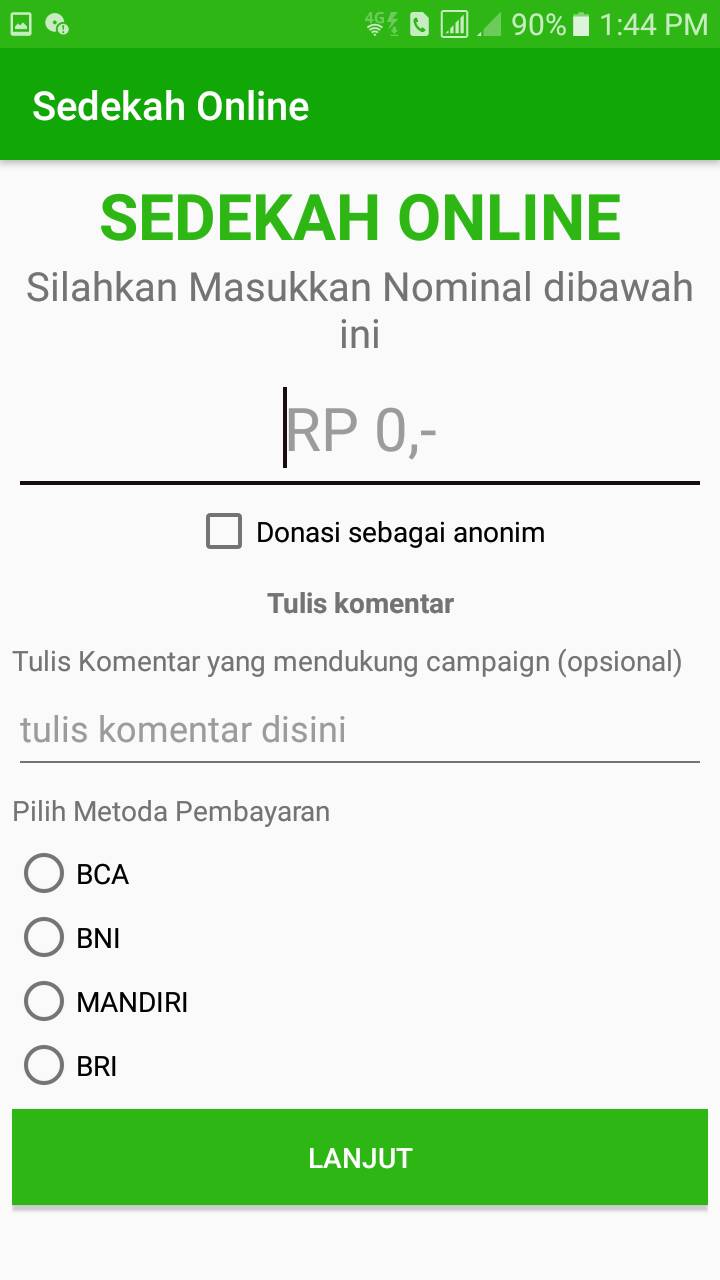 4G
90%
1:44 PM
Sedekah Online
SEDEKAH ONLINE
Silahkan Masukkan Nominal dibawah
ini
RP 0,-
Donasi sebagai anonim
Tulis komentar
Tulis Komentar yang mendukung campaign (opsional)
tulis komentar disini
Pilih Metoda Pembayaran
BCA
BNI
MANDIRI
BRI
LANJUT